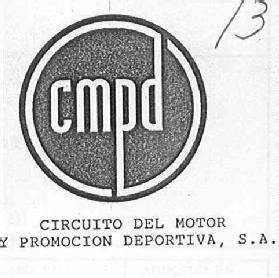 13
cmpd
CIRCUITO DEL MOTOR
Y PROMOCION DEPORTIVA, S.A.